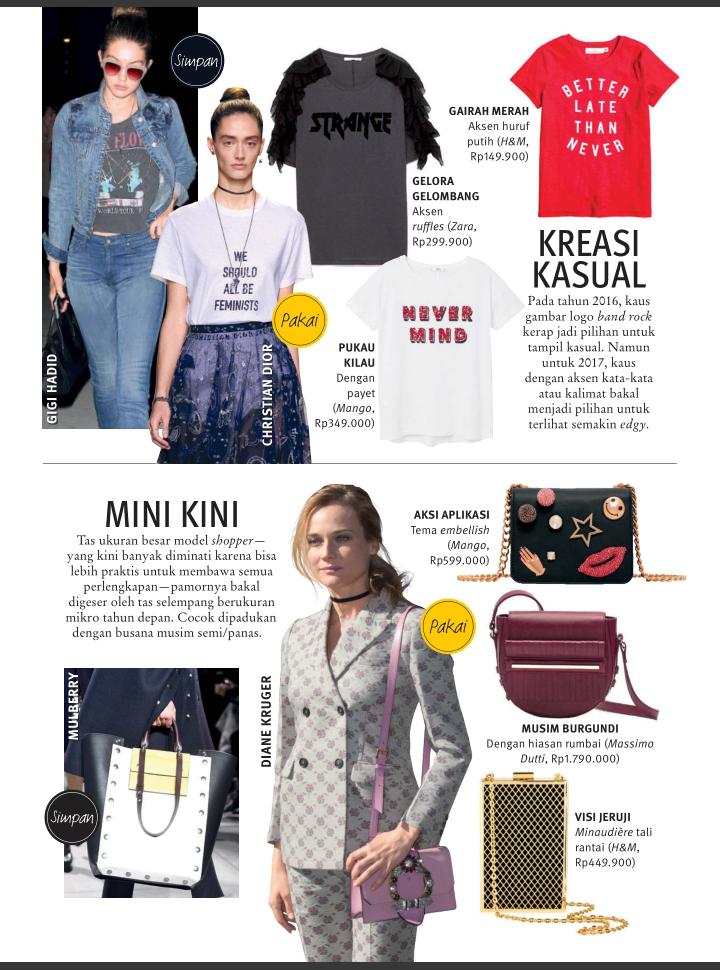 Simpan
GIGI HADID
WE
SHOULD
ALL BE
FEMINISTS
Pakai
CHRISTIAN DIOR
STRANGE
GELORA
GELOMBANG
Aksen
ruffles (Zara,
Rp299.900)
GAIRAH MERAH
Aksen huruf
putih (H&M,
Rp149.900)
BETTER
LATE
THAN
NEVER
PUKAU
KILAU
Dengan
payet
(Mango,
Rp349.000)
NEVER
MIND
KREASI
KASUAL
Pada tahun 2016, kaus
gambar logo band rock
kerap jadi pilihan untuk
tampil kasual. Namun
untuk 2017, kaus
dengan aksen kata-kata
atau kalimat bakal
menjadi pilihan untuk
terlihat semakin edgy.
MINI KINI
Tas ukuran besar model shopper—
yang kini banyak diminati karena bisa
lebih praktis untuk membawa semua
perlengkapan—pamornya bakal
digeser oleh tas selempang berukuran
mikro tahun depan. Cocok dipadukan
dengan busana musim semi/panas.
MULBERRY
Simpan
DIANE KRUGER
Pakai
AKSI APLIKASI
Tema embellish
(Mango,
Rp599.000)
MUSIM BURGUNDI
Dengan hiasan rumbai (Massimo
Dutti, Rp1.790.000)
VISI JERUJI
Minaudière tali
rantai (H&M,
Rp449.900)